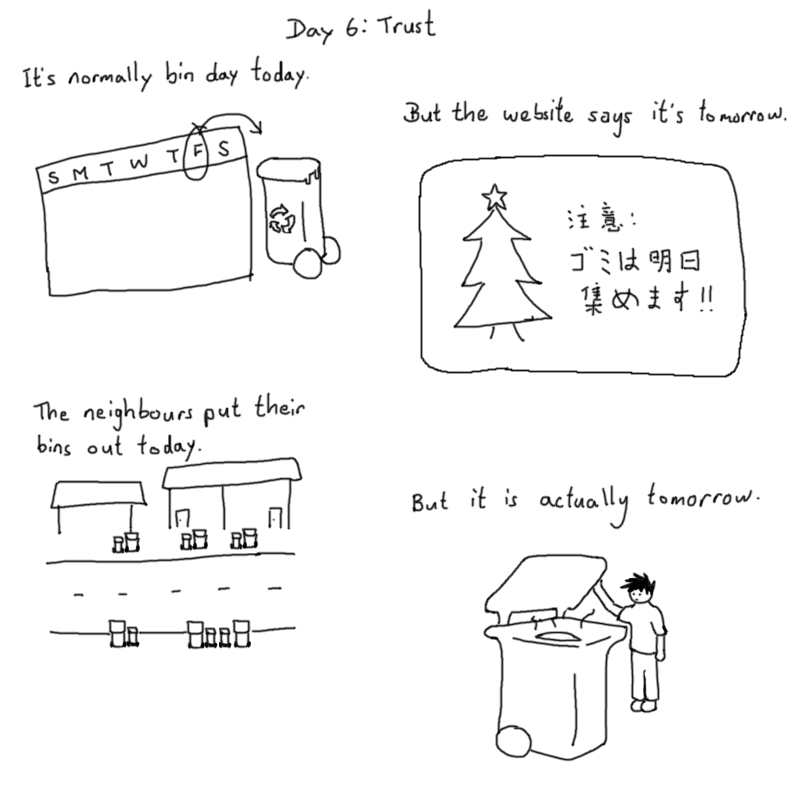 Day 6: Trust
It's normally bin day today.
S M T W T F S
But the website says it's tomorrow.
注意:
ゴミは明日
集めます!!
The neighbours put their
bins out today.
But it is actually tomorrow.